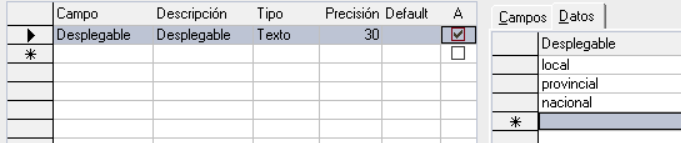 Campo Descripción Tipo Precisión Default A
Desplegable Desplegable Texto 30
Campos Datos
Desplegable
local
provincial
nacional